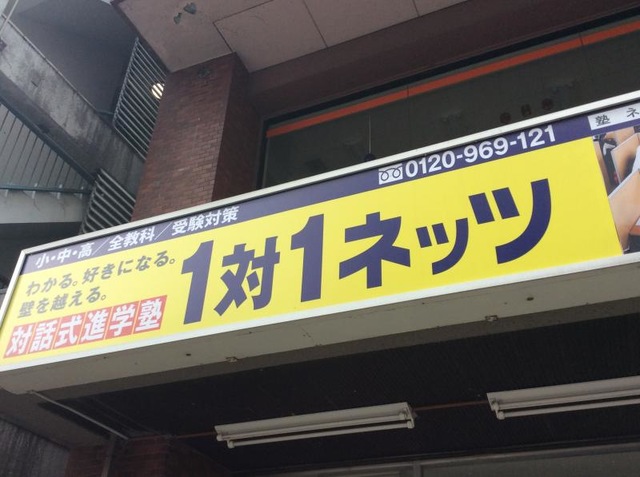 小・中・高／全教科／受験対策
0120-969-121
塾ネ
わかる。好きになる。
壁を越える。
対話式進学塾
1対1ネッツ